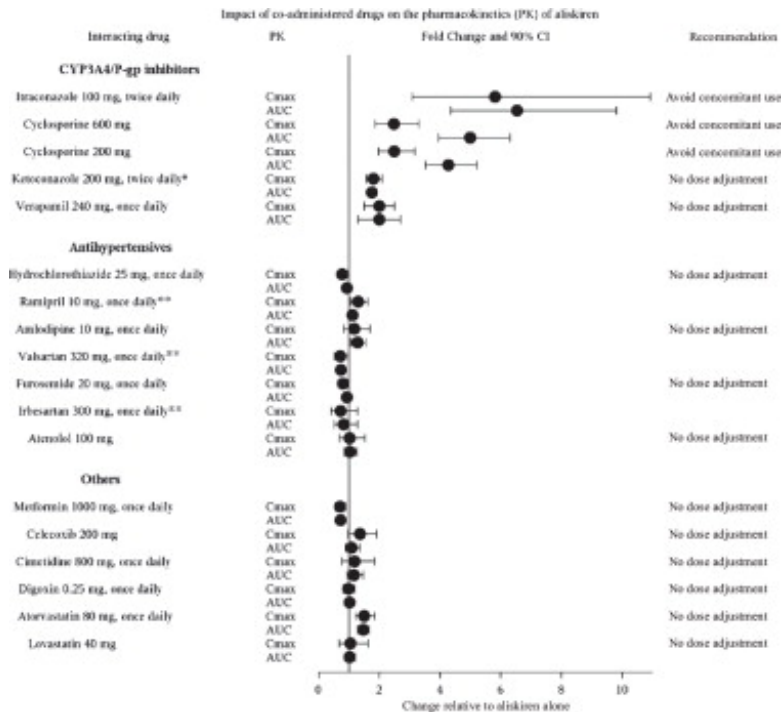 Impact of co-administered drugs on the pharmacokinetics (PK) of aliskiren
Interacting drug PK Fold Change and 90% CI Recommendation
CYP3A4/P-gp inhibitors
Itraconazole 100 mg, twice daily Cmax Avoid concomitant use
AUC
Cyclosporine 600 mg Cmax Avoid concomitant use
AUC
Cyclosporine 200 mg Cmax Avoid concomitant use
AUC
Ketoconazole 200 mg, twice daily* Cmax No dose adjustment
AUC
Verapamil 240 mg, once daily Cmax No dose adjustment
AUC
Antihypertensives
Hydrochlorothiazide 25 mg, once daily Cmax No dose adjustment
AUC
Ramipril 10 mg, once daily** Cmax
AUC
Amlodipine 10 mg, once daily Cmax No dose adjustment
AUC
Valsartan 320 mg, once daily** Cmax
AUC
Furosemide 20 mg, once daily Cmax No dose adjustment
AUC
Irbesartan 300 mg, once daily** Cmax
AUC
Atenolol 100 mg Cmax No dose adjustment
AUC
Others
Metformin 1000 mg, once daily Cmax No dose adjustment
AUC
Celcoxib 200 mg Cmax No dose adjustment
AUC
Cimetidine 800 mg, once daily Cmax No dose adjustment
AUC
Digoxin 0.25 mg, once daily Cmax No dose adjustment
AUC
Atorvastatin 80 mg, once daily Cmax No dose adjustment
AUC
Lovastatin 40 mg Cmax No dose adjustment
AUC
0 2 4 6 8 10
Change relative to aliskiren alone